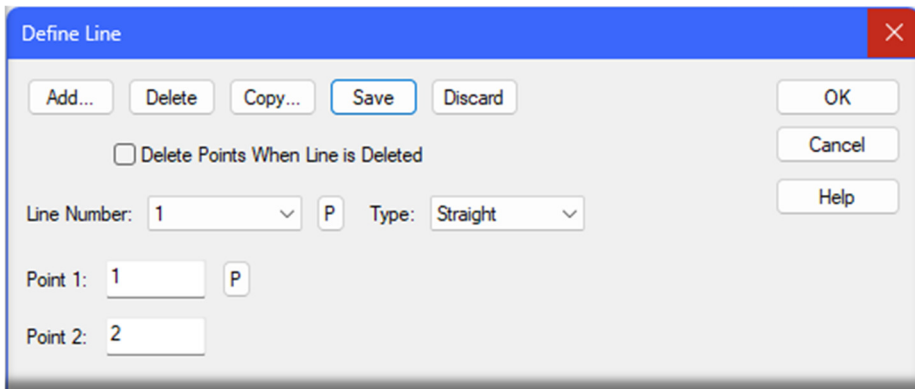 Define Line
Add... Delete Copy... Save Discard OK
Delete Points When Line is Deleted Cancel
Line Number: 1 P Type: Straight Help
Point 1: 1 P
Point 2: 2